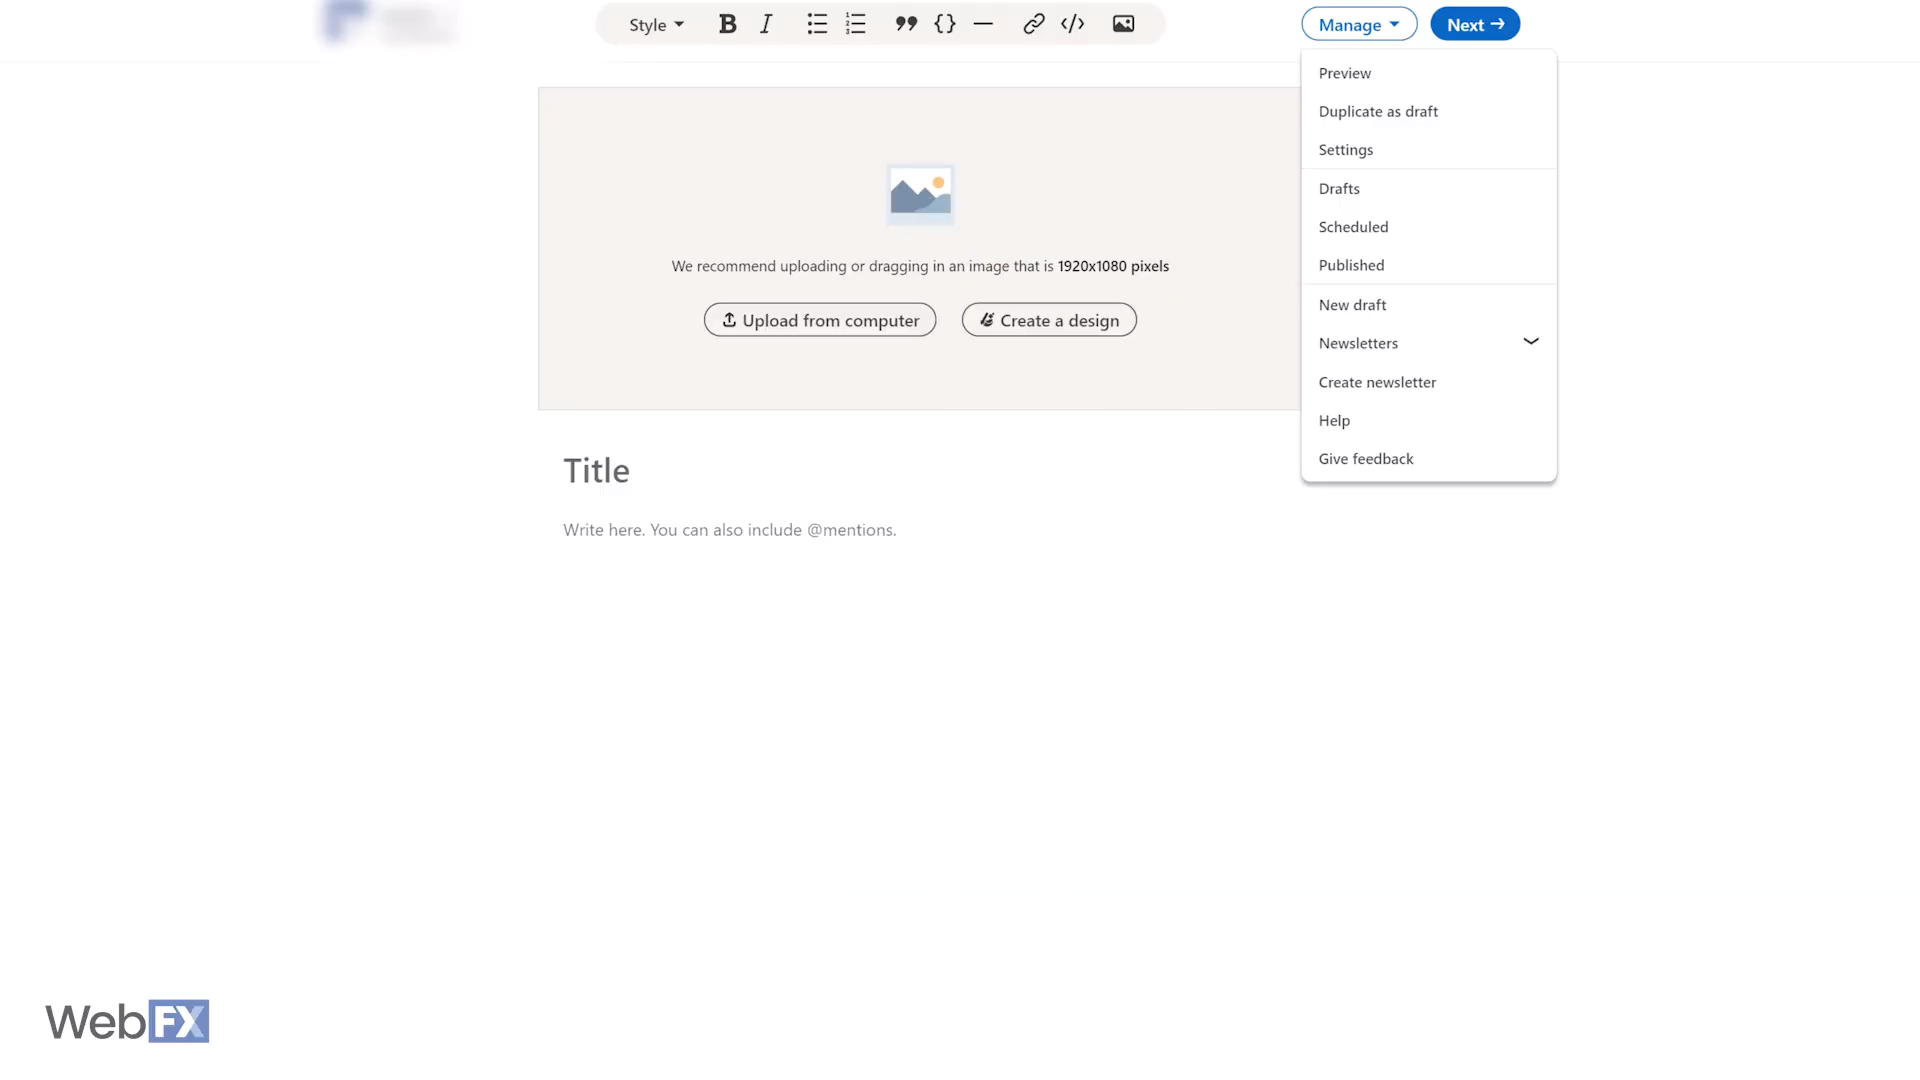 Style
Manage
Next
Preview
Duplicate as draft
Settings
Drafts
Scheduled
Published
New draft
Newsletters
Create newsletter
Help
Give feedback
We recommend uploading or dragging in an image that is 1920x1080 pixels
Upload from computer
Create a design
Title
Write here. You can also include @mentions.
WebFX